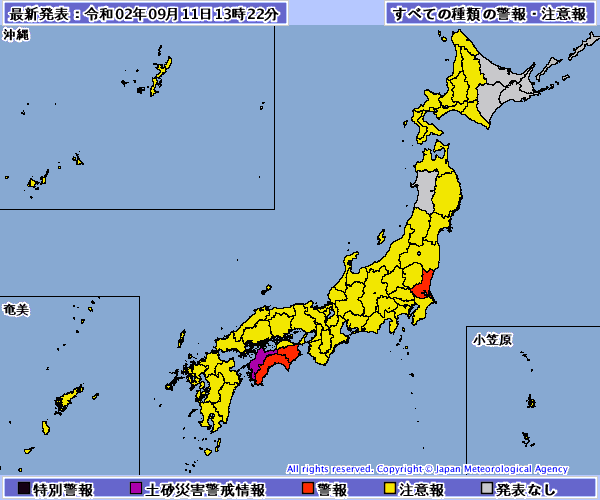 最新発表：令和02年09月11日13時22分
すべての種類の警報・注意報
沖縄
奄美
小笠原
All rights reserved. Copyright © Japan Meteorological Agency
特別警報
土砂災害警戒情報
警報
注意報
発表なし